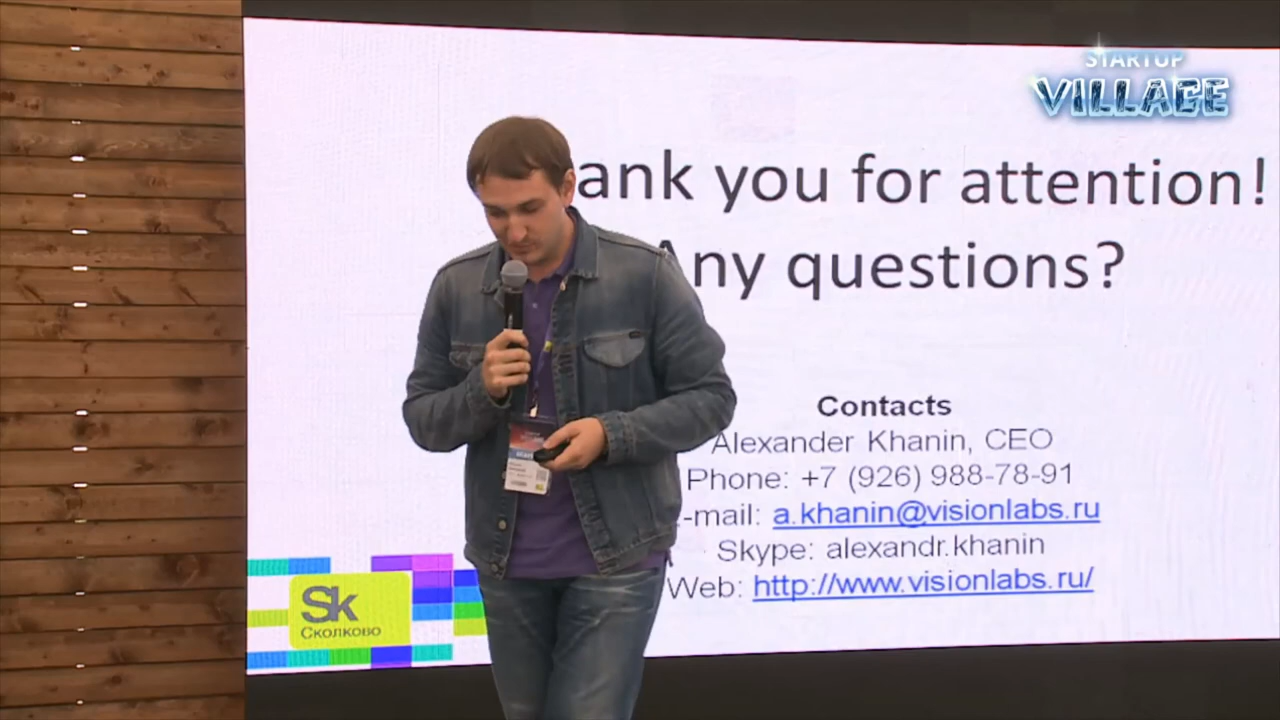 STARTUP
VILLAGE
ank you for attention!
Any questions?
Contacts
Alexander Khanin, CEO
Phone: +7 (926) 988-78-91
-mail: a.khanin@visionlabs.ru
Skype: alexandr.khanin
Web: http://www.visionlabs.ru/
Sk
Сколково